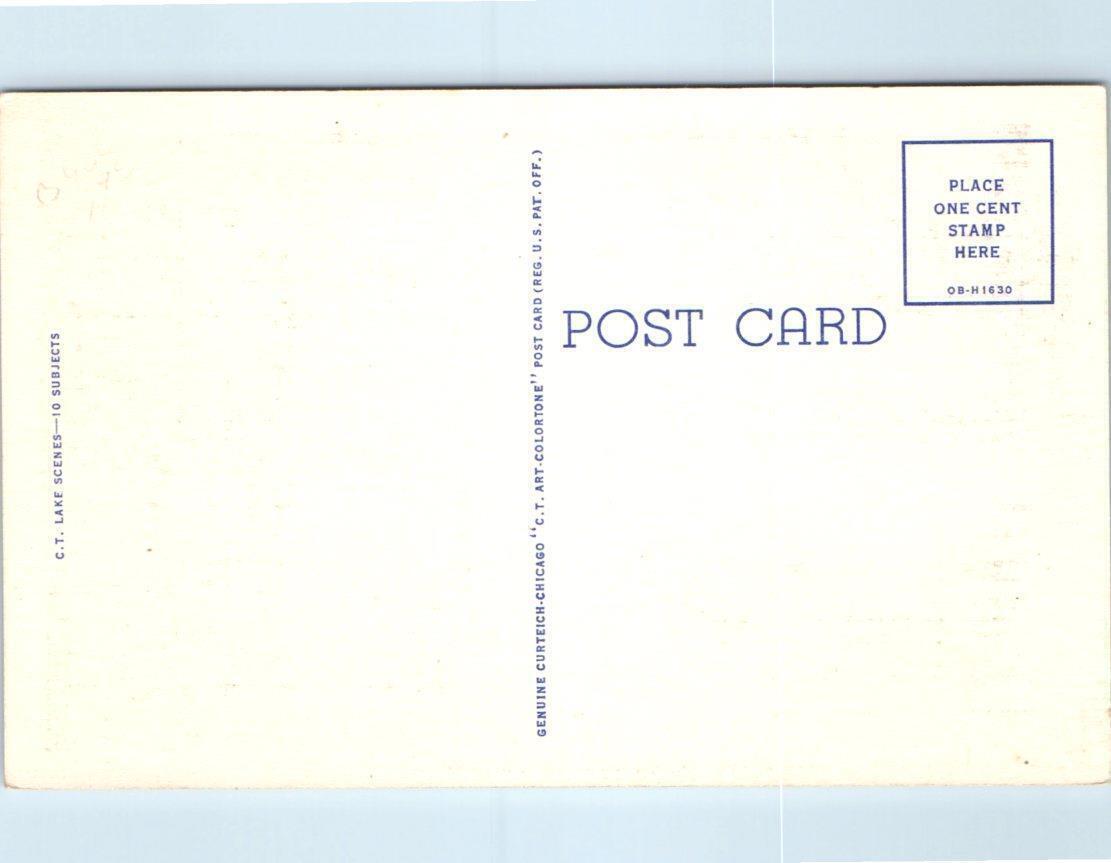 C.T. LAKE SCENES—10 SUBJECTS
GENUINE CURTEICH-CHICAGO "C.T. ART-COLORTONE" POST CARD (REG. U.S. PAT. OFF.)
POST CARD
PLACE
ONE CENT
STAMP
HERE
OB-H1630